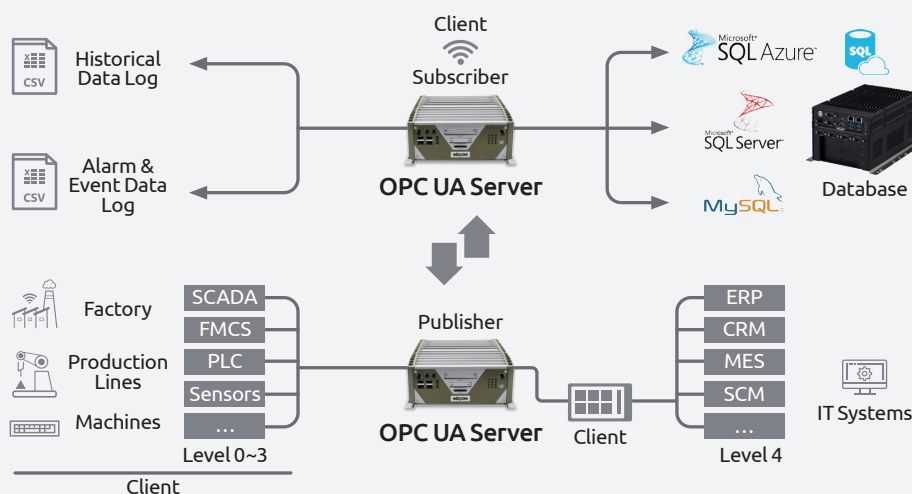 Client
Subscriber
OPC UA Server
CSV
Historical
Data Log
CSV
Alarm &
Event Data
Log
Microsoft®
SQL Azure™
SQL
Microsoft®
SQL Server®
MySQL
Database
Factory
Production
Lines
Machines
SCADA
FMCS
PLC
Sensors
...
Level 0~3
Client
Publisher
OPC UA Server
Client
ERP
CRM
MES
SCM
...
Level 4
IT Systems